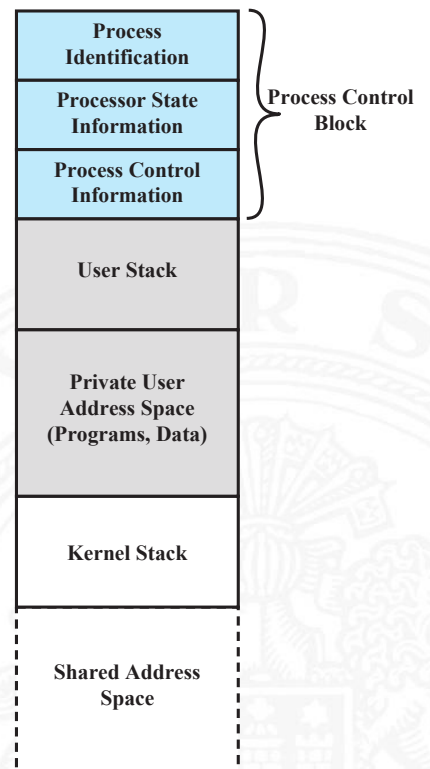 Process
Identification
Processor State
Information
Process Control
Information
Process Control
Block
User Stack
Private User
Address Space
(Programs, Data)
Kernel Stack
Shared Address
Space
R S